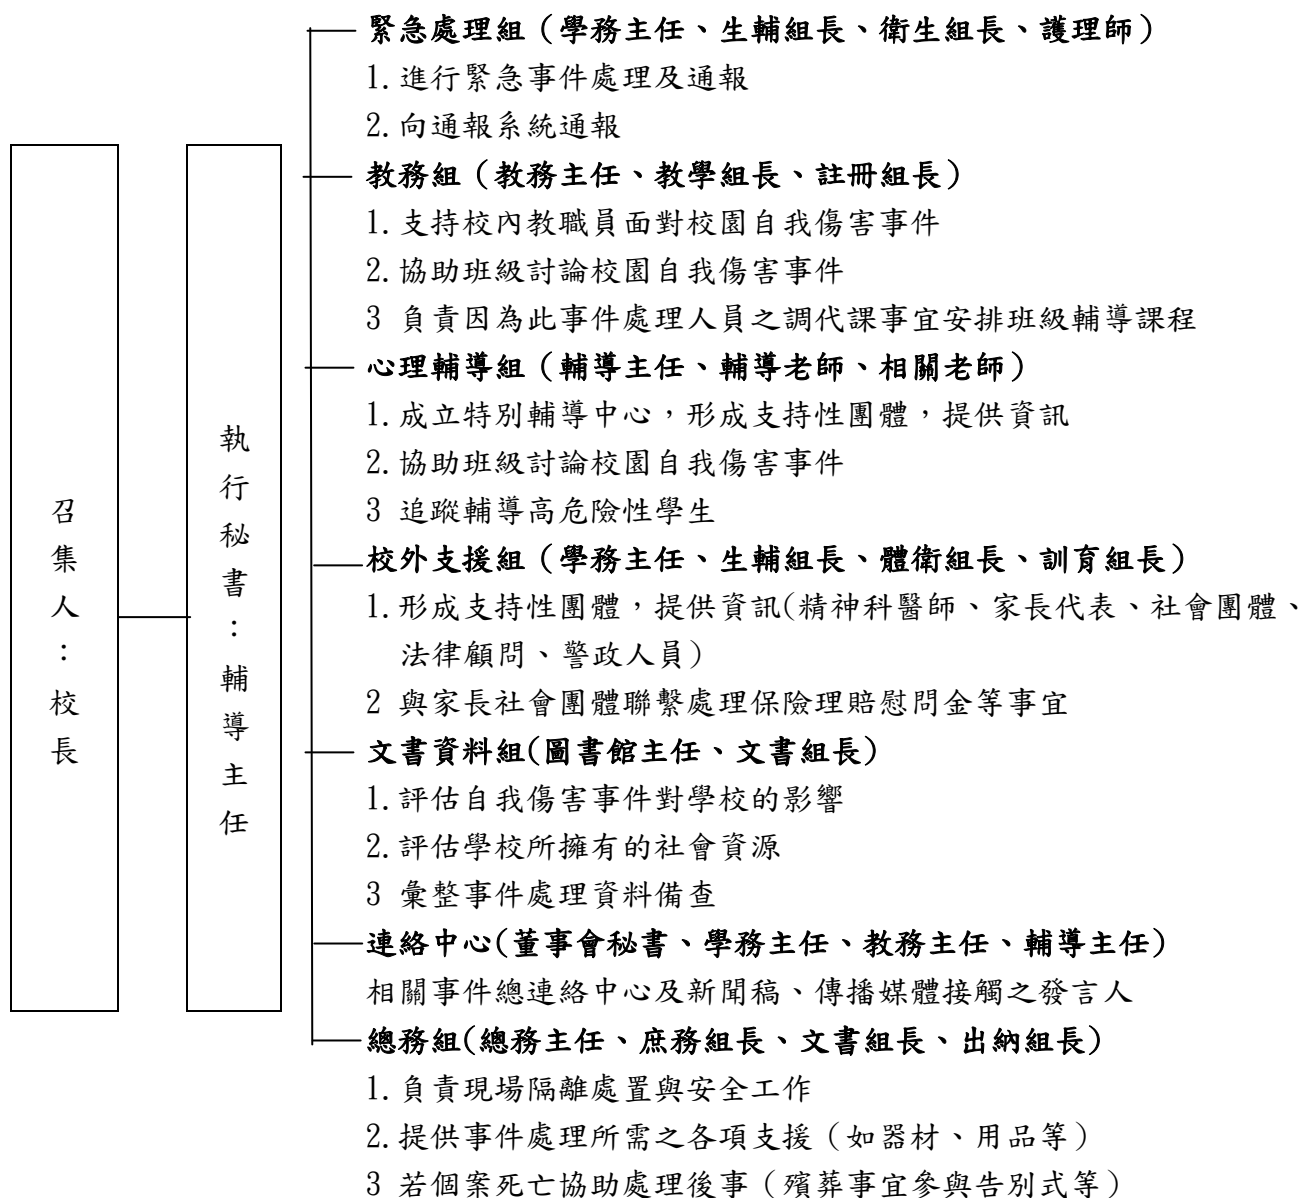 緊急處理組（學務主任、生輔組長、衛生組長、護理師）
1.進行緊急事件處理及通報
2.向通報系統通報
教務組（教務主任、教學組長、註冊組長）
1.支持校內教職員面對校園自我傷害事件
2.協助班級討論校園自我傷害事件
3 負責因為此事件處理人員之調代課事宜安排班級輔導課程
心理輔導組（輔導主任、輔導老師、相關老師）
1.成立特別輔導中心，形成支持性團體，提供資訊
2.協助班級討論校園自我傷害事件
3 追蹤輔導高危險性學生
召集人：校長
執行秘書：輔導主任
校外支援組（學務主任、生輔組長、體衛組長、訓育組長）
1.形成支持性團體，提供資訊(精神科醫師、家長代表、社會團體、
法律顧問、警政人員)
2 與家長社會團體聯繫處理保險理賠慰問金等事宜
文書資料組(圖書館主任、文書組長)
1.評估自我傷害事件對學校的影響
2.評估學校所擁有的社會資源
3 彙整事件處理資料備查
連絡中心(董事會秘書、學務主任、教務主任、輔導主任)
相關事件總連絡中心及新聞稿、傳播媒體接觸之發言人
總務組(總務主任、庶務組長、文書組長、出納組長)
1.負責現場隔離處置與安全工作
2.提供事件處理所需之各項支援（如器材、用品等）
3 若個案死亡協助處理後事（殯葬事宜參與告別式等）